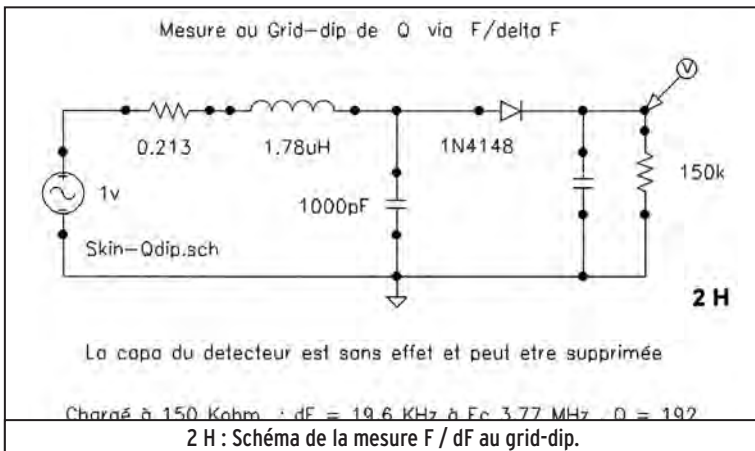 Mesure au Grid-dip de Q via F/delta F
V
0.213
1.78uH
1N4148
150k
1v
1000pF
Skin-Qdip.sch
2 H
La capa du detecteur est sans effet et peut etre supprimée
Chargé à 150 Kohm : dF = 19.6 KHz à Fc 3.77 MHz Q = 192
2 H : Schéma de la mesure F / dF au grid-dip.